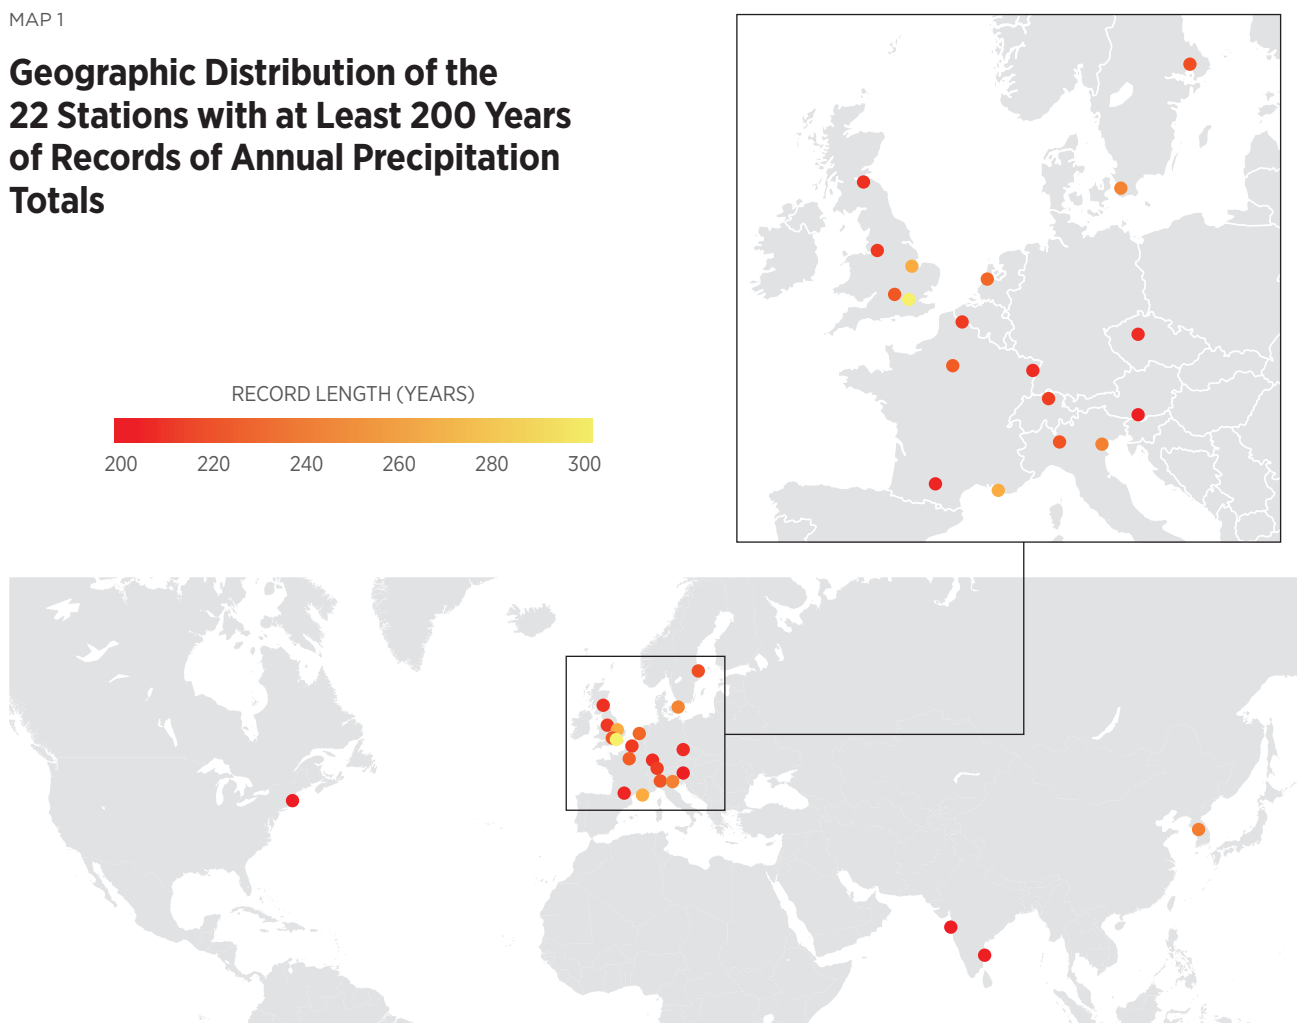 MAP 1
Geographic Distribution of the
22 Stations with at Least 200 Years
of Records of Annual Precipitation
Totals
RECORD LENGTH (YEARS)
200 220 240 260 280 300